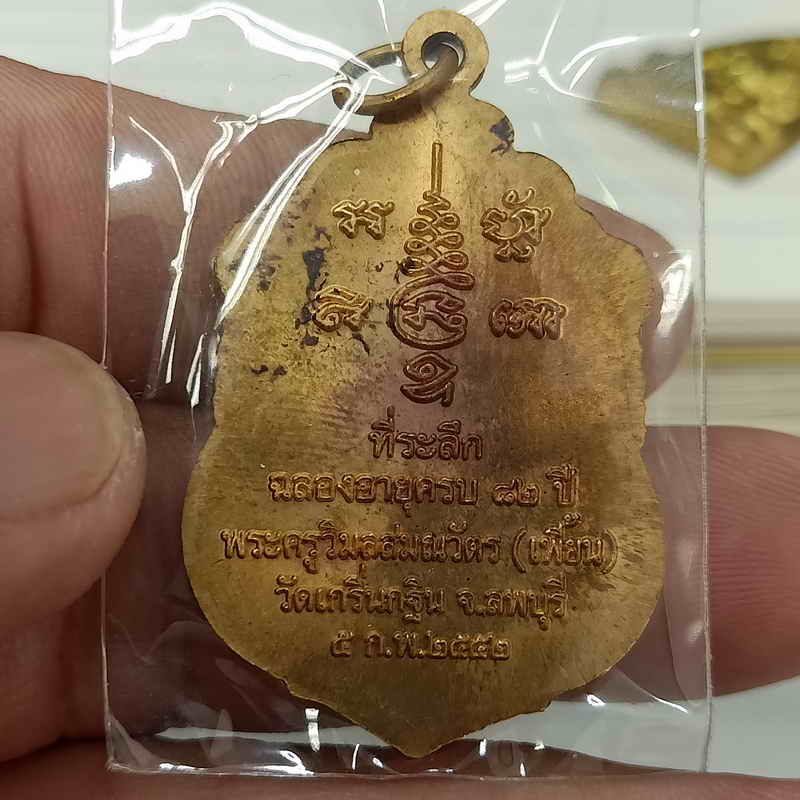 ที่ระลึก
ฉลองอายุครบ ๘๒ ปี
พระครูวิมลสมณวัตร (เพี้ยน)
วัดเกริ่นกฐิน จ.ลพบุรี
๕ ก.พ.๒๕๕๒